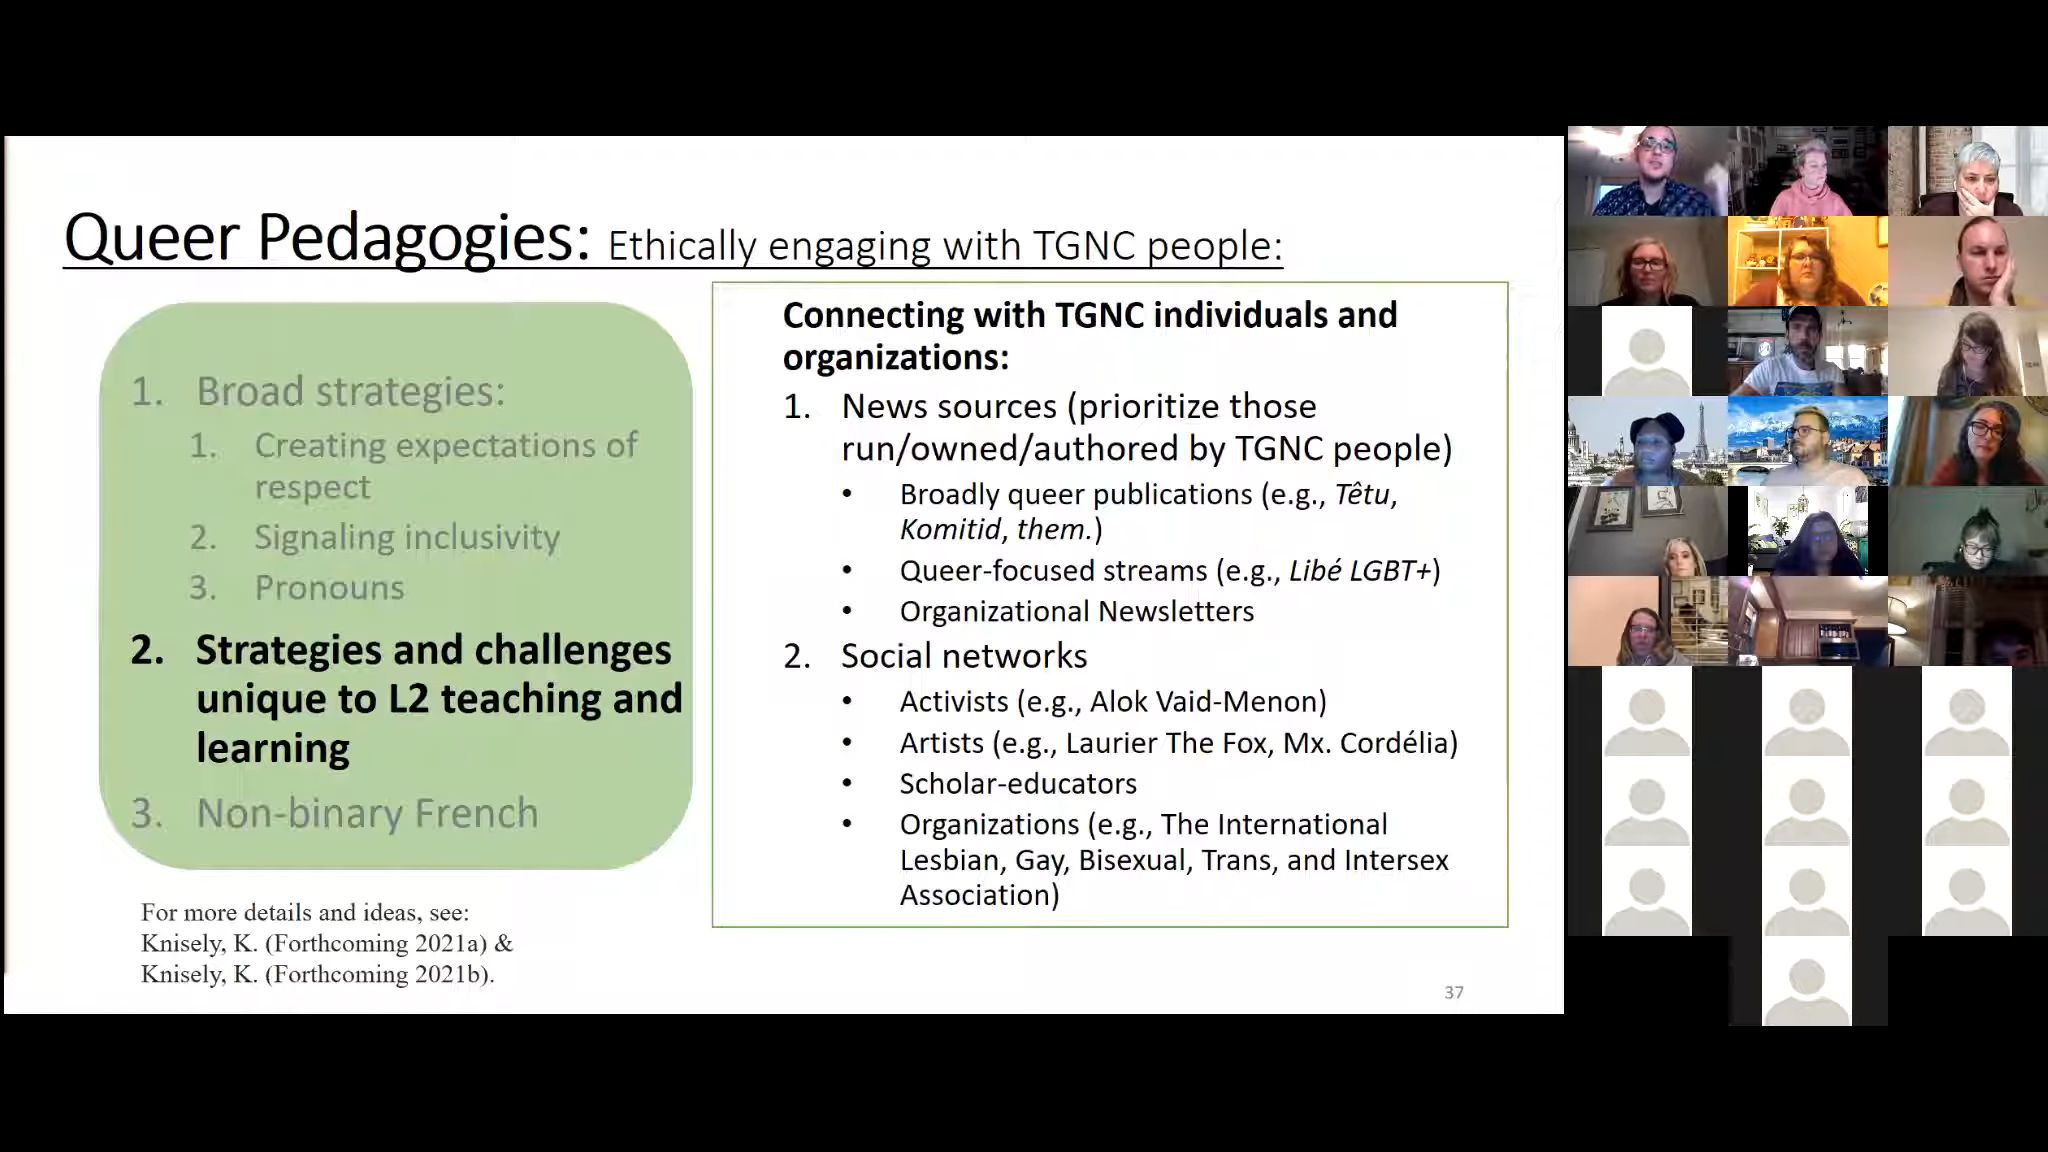 Queer Pedagogies: Ethically engaging with TGNC people:
1. Broad strategies:
1. Creating expectations of
respect
2. Signaling inclusivity
3. Pronouns
2. Strategies and challenges
unique to L2 teaching and
learning
3. Non-binary French
For more details and ideas, see:
Knisely, K. (Forthcoming 2021a) &
Knisely, K. (Forthcoming 2021b).
Connecting with TGNC individuals and
organizations:
1. News sources (prioritize those
run/owned/authored by TGNC people)
• Broadly queer publications (e.g., Têtu,
Komitid, them.)
• Queer-focused streams (e.g., Libé LGBT+)
• Organizational Newsletters
2. Social networks
• Activists (e.g., Alok Vaid-Menon)
• Artists (e.g., Laurier The Fox, Mx. Cordélia)
• Scholar-educators
• Organizations (e.g., The International
Lesbian, Gay, Bisexual, Trans, and Intersex
Association)
37